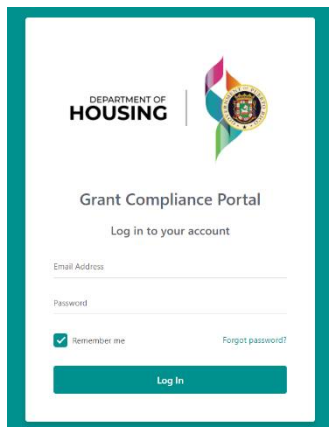 DEPARTMENT OF
HOUSING
Grant Compliance Portal
Log in to your account
Email Address
Password
Remember me
Forgot password?
Log In